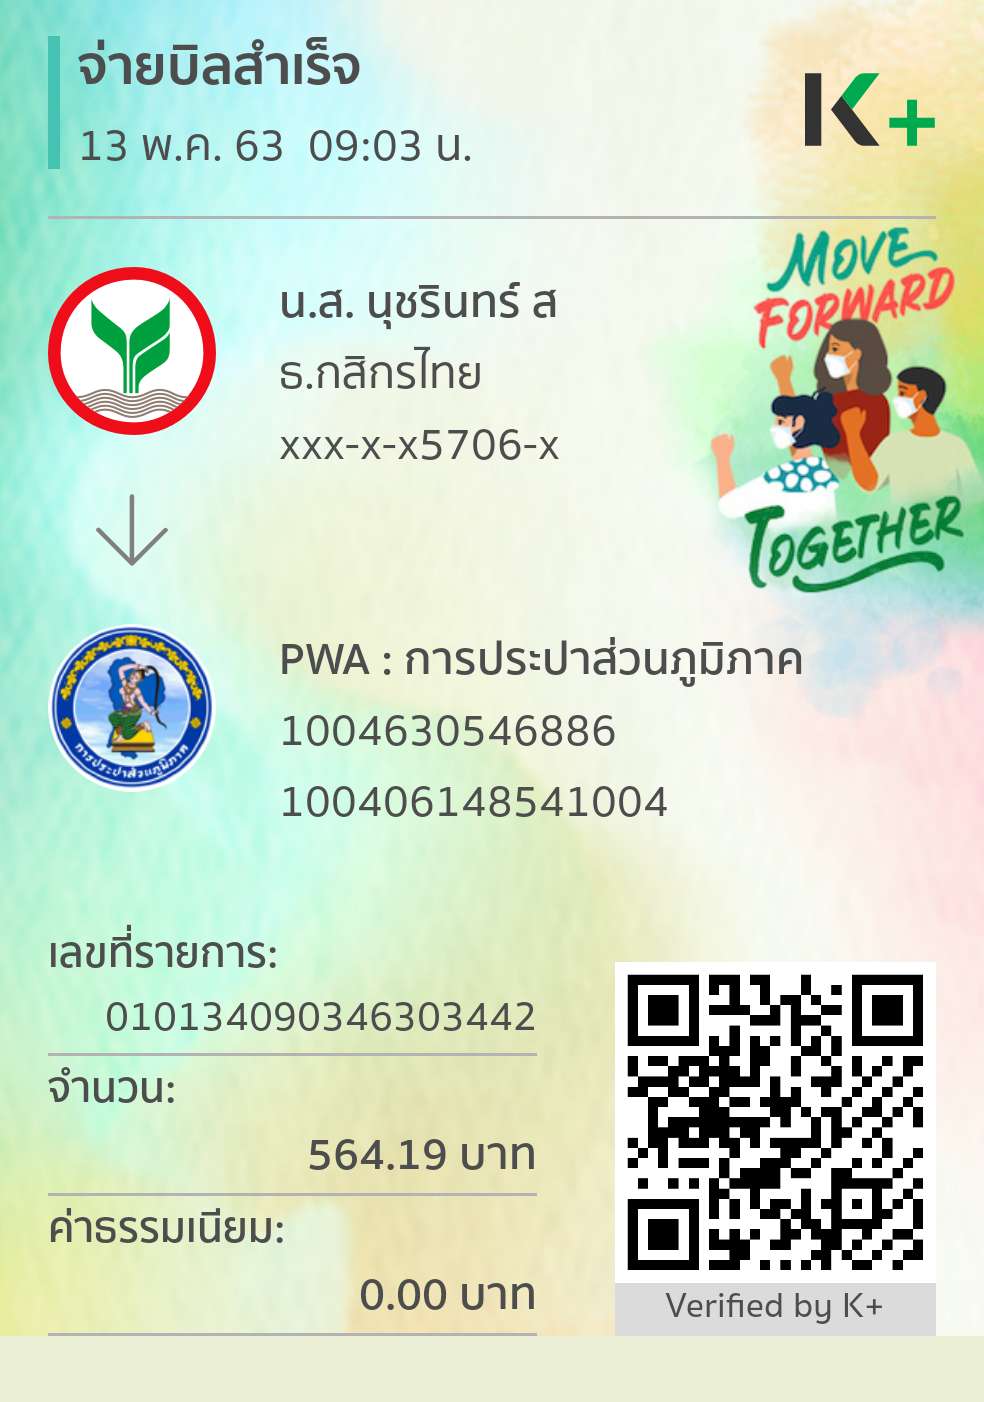 จ่ายบิลสำเร็จ
13 พ.ค. 63 09:03 น.
K+
MOVE
FORWARD
TOGETHER
น.ส. นุชรินทร์ ส
ธ.กสิกรไทย
xxx-x-x5706-x
PWA : การประปาส่วนภูมิภาค
1004630546886
100406148541004
การประปาส่วนภูมิภาค
เลขที่รายการ:
010134090346303442
จำนวน:
564.19 บาท
ค่าธรรมเนียม:
0.00 บาท
Verified by K+